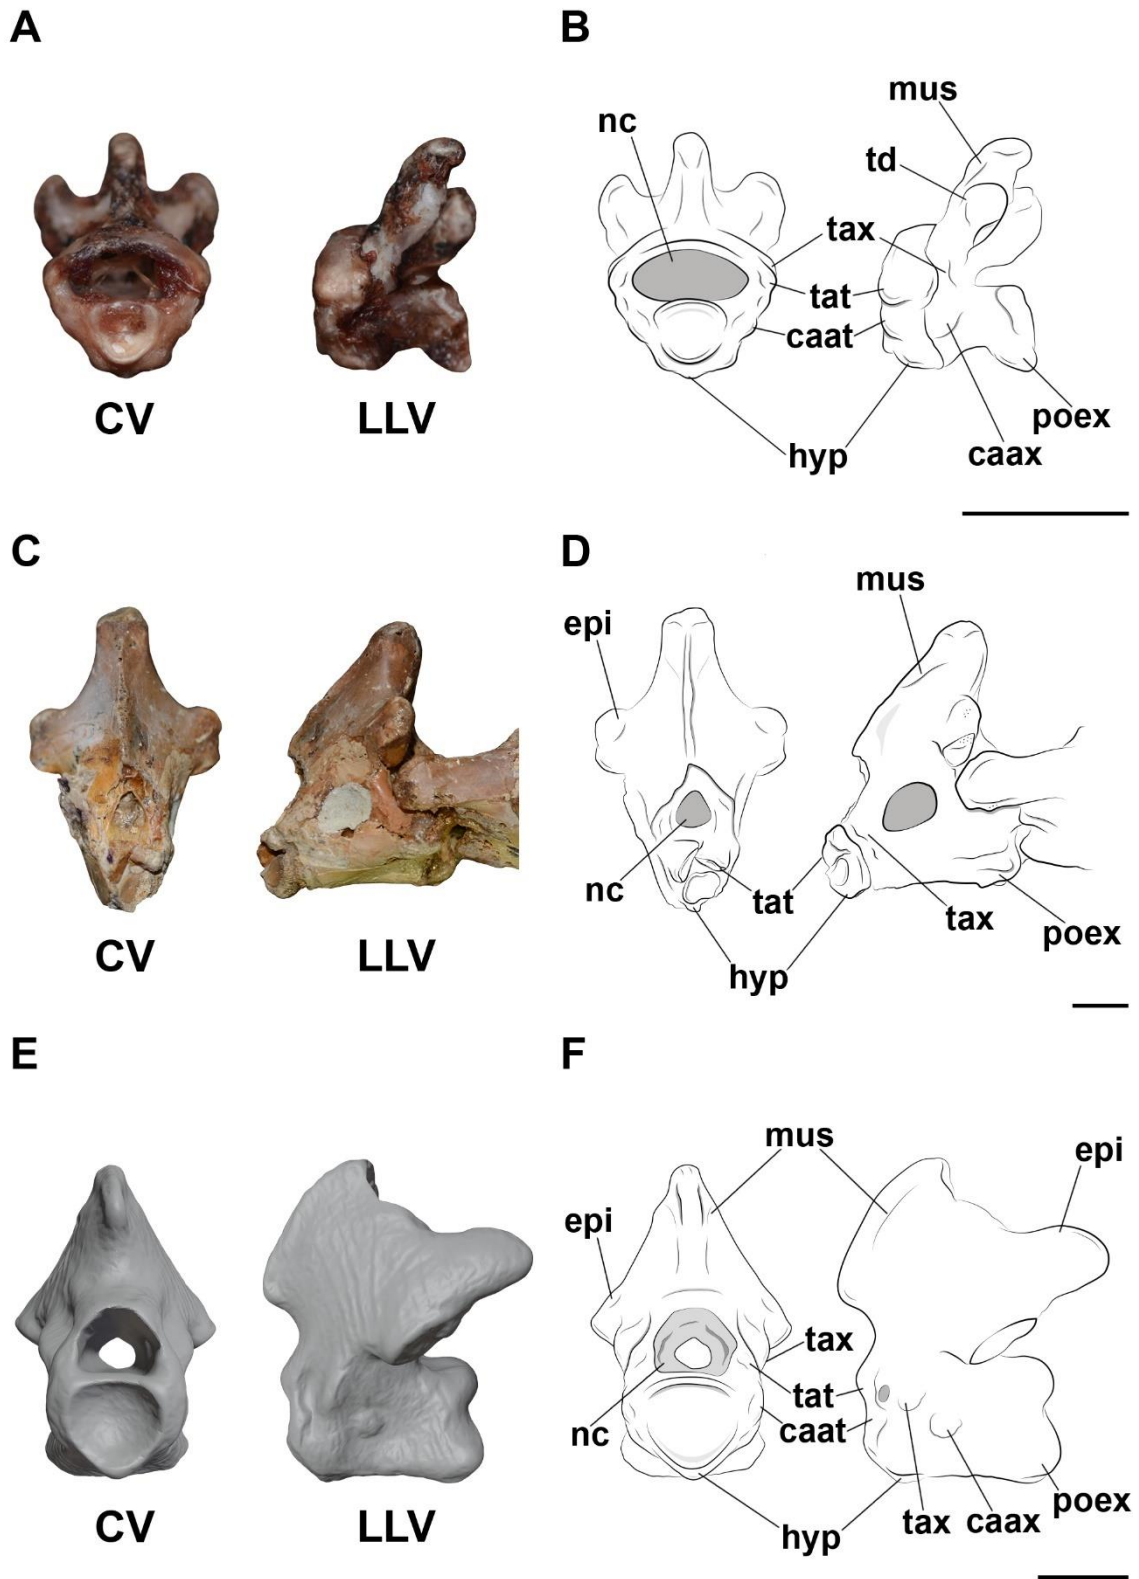 A
B
mus
nc
td
tax
tat
caat
poex
CV
LLV
hyp
caax
C
D
mus
epi
nc
tat
tax
poex
CV
LLV
hyp
E
F
mus
epi
epi
tax
tat
caat
nc
poex
CV
LLV
hyp
tax
caax